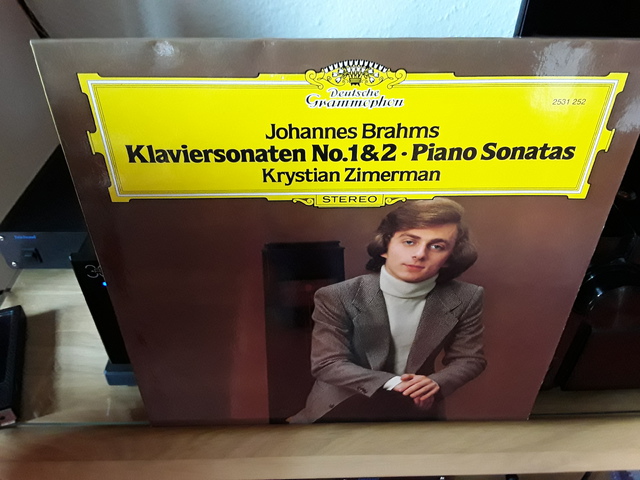 Deutsche
Grammophon
2531 252
Johannes Brahms
Klaviersonaten No.1&2 · Piano Sonatas
Krystian Zimerman
STEREO